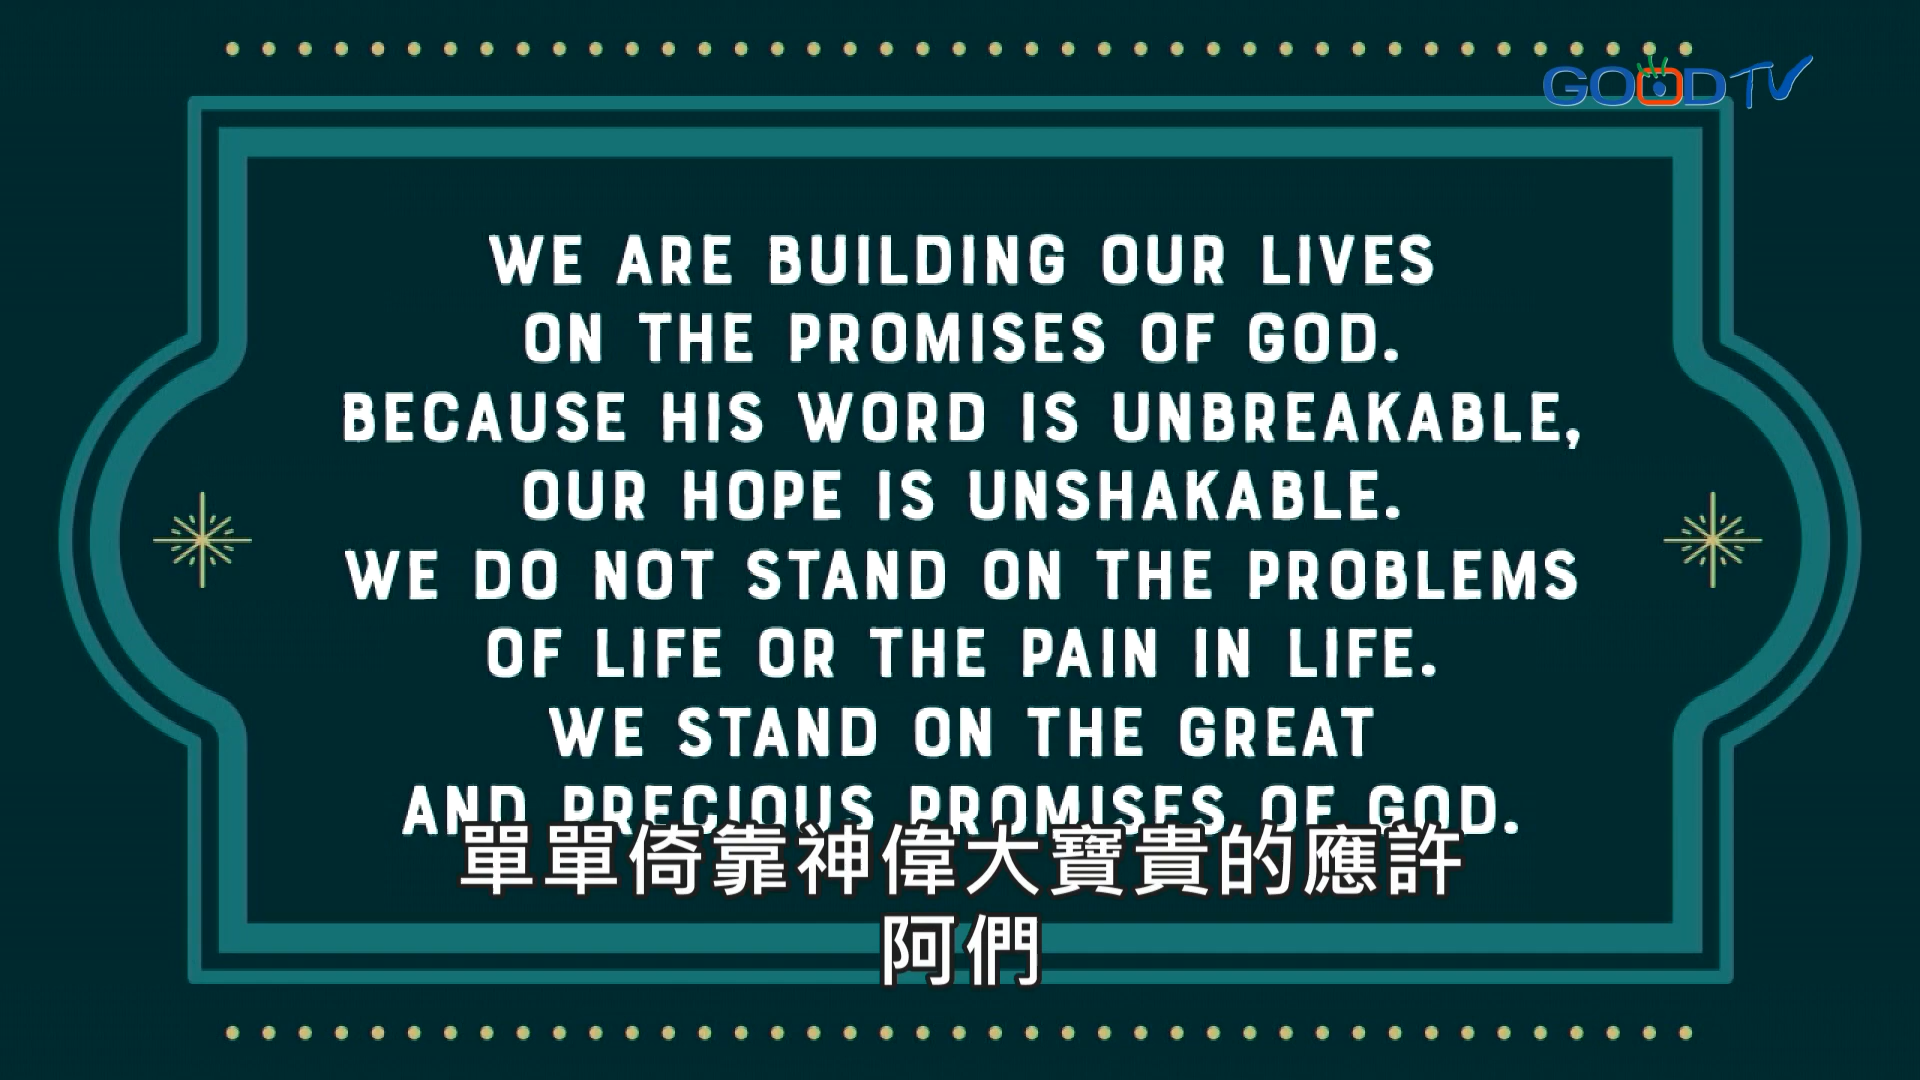 GOODTV
WE ARE BUILDING OUR LIVES
ON THE PROMISES OF GOD.
BECAUSE HIS WORD IS UNBREAKABLE,
OUR HOPE IS UNSHAKABLE.
WE DO NOT STAND ON THE PROBLEMS
OF LIFE OR THE PAIN IN LIFE.
WE STAND ON THE GREAT
AND PRECIOUS PROMISES OF GOD.
單單倚靠神偉大寶貴的應許
阿們